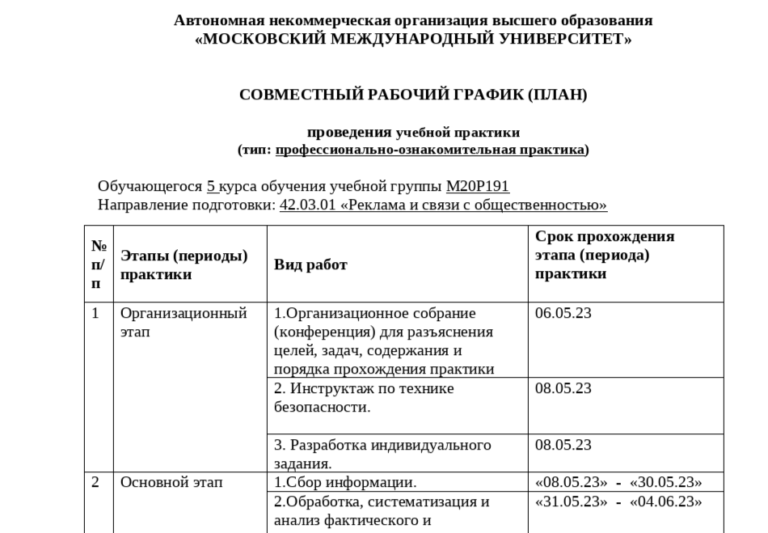 Автономная некоммерческая организация высшего образования
«МОСКОВСКИЙ МЕЖДУНАРОДНЫЙ УНИВЕРСИТЕТ»
СОВМЕСТНЫЙ РАБОЧИЙ ГРАФИК (ПЛАН)
проведения учебной практики
(тип: профессионально-ознакомительная практика)
Обучающегося 5 курса обучения учебной группы М20Р191
Направление подготовки: 42.03.01 «Реклама и связи с общественностью»
№
п/
п
Этапы (периоды)
практики
Вид работ
Срок прохождения
этапа (периода)
практики
1
Организационный
этап
1.Организационное собрание
(конференция) для разъяснения
целей, задач, содержания и
порядка прохождения практики
06.05.23
2. Инструктаж по технике
безопасности.
08.05.23
3. Разработка индивидуального
задания.
08.05.23
2
Основной этап
1.Сбор информации.
«08.05.23» - «30.05.23»
2.Обработка, систематизация и
анализ фактического и
«31.05.23» - «04.06.23»